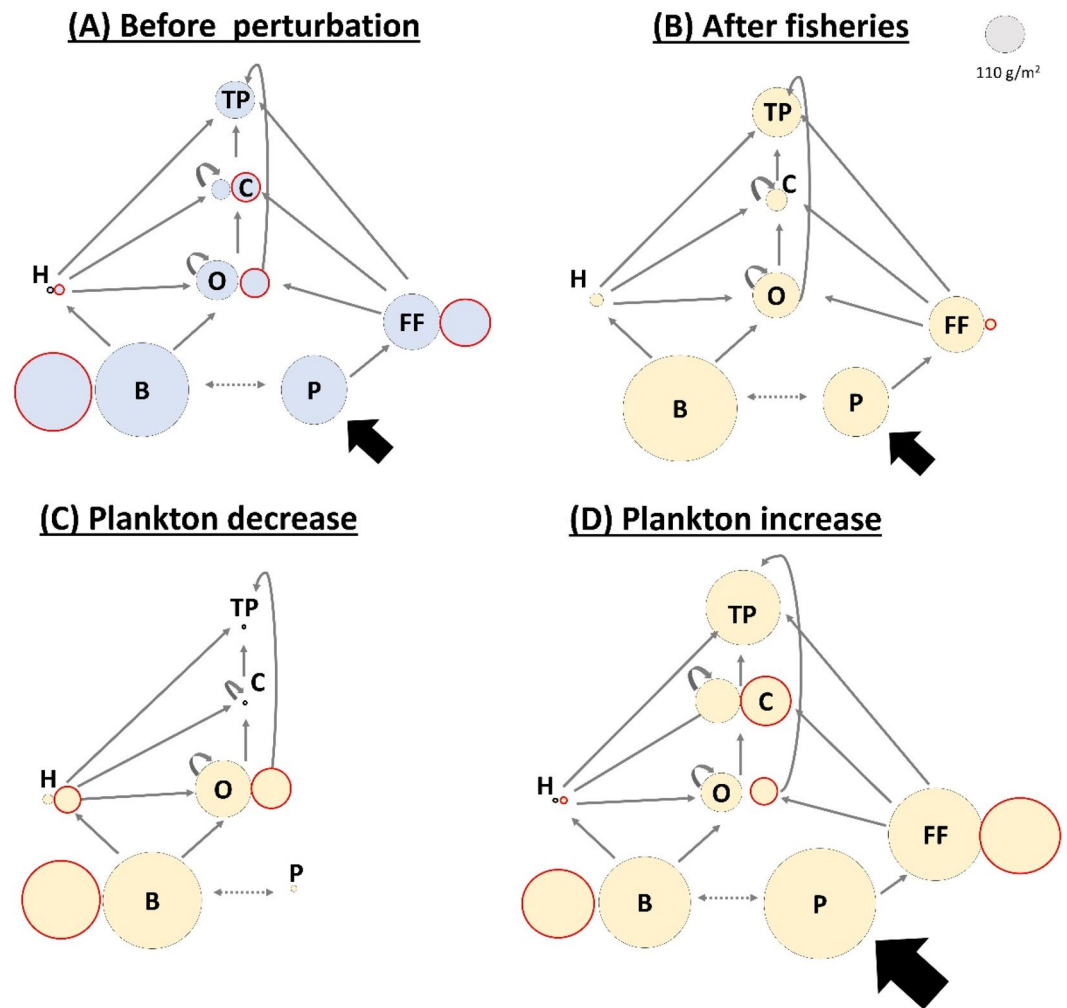 (A) Before perturbation
TP
C
H
O
FF
B
P
(B) After fisheries
110 g/m²
TP
C
H
O
FF
B
P
(C) Plankton decrease
TP
C
H
O
B
P
(D) Plankton increase
TP
C
H
O
FF
B
P